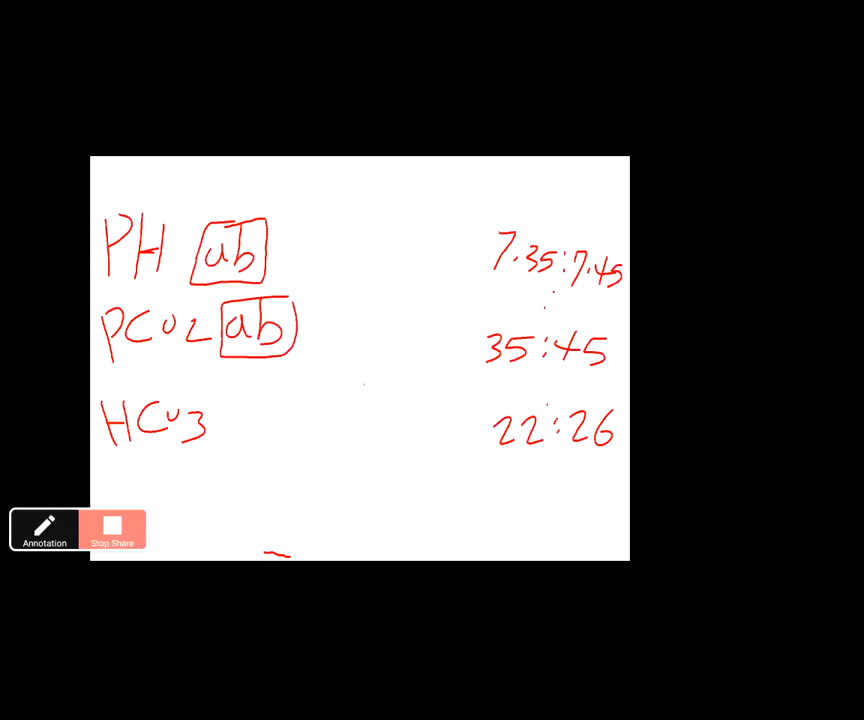 PH ab 7.35:7.45
PCO2 ab 35:45
HCO3 22:26
Annotation Stop Share